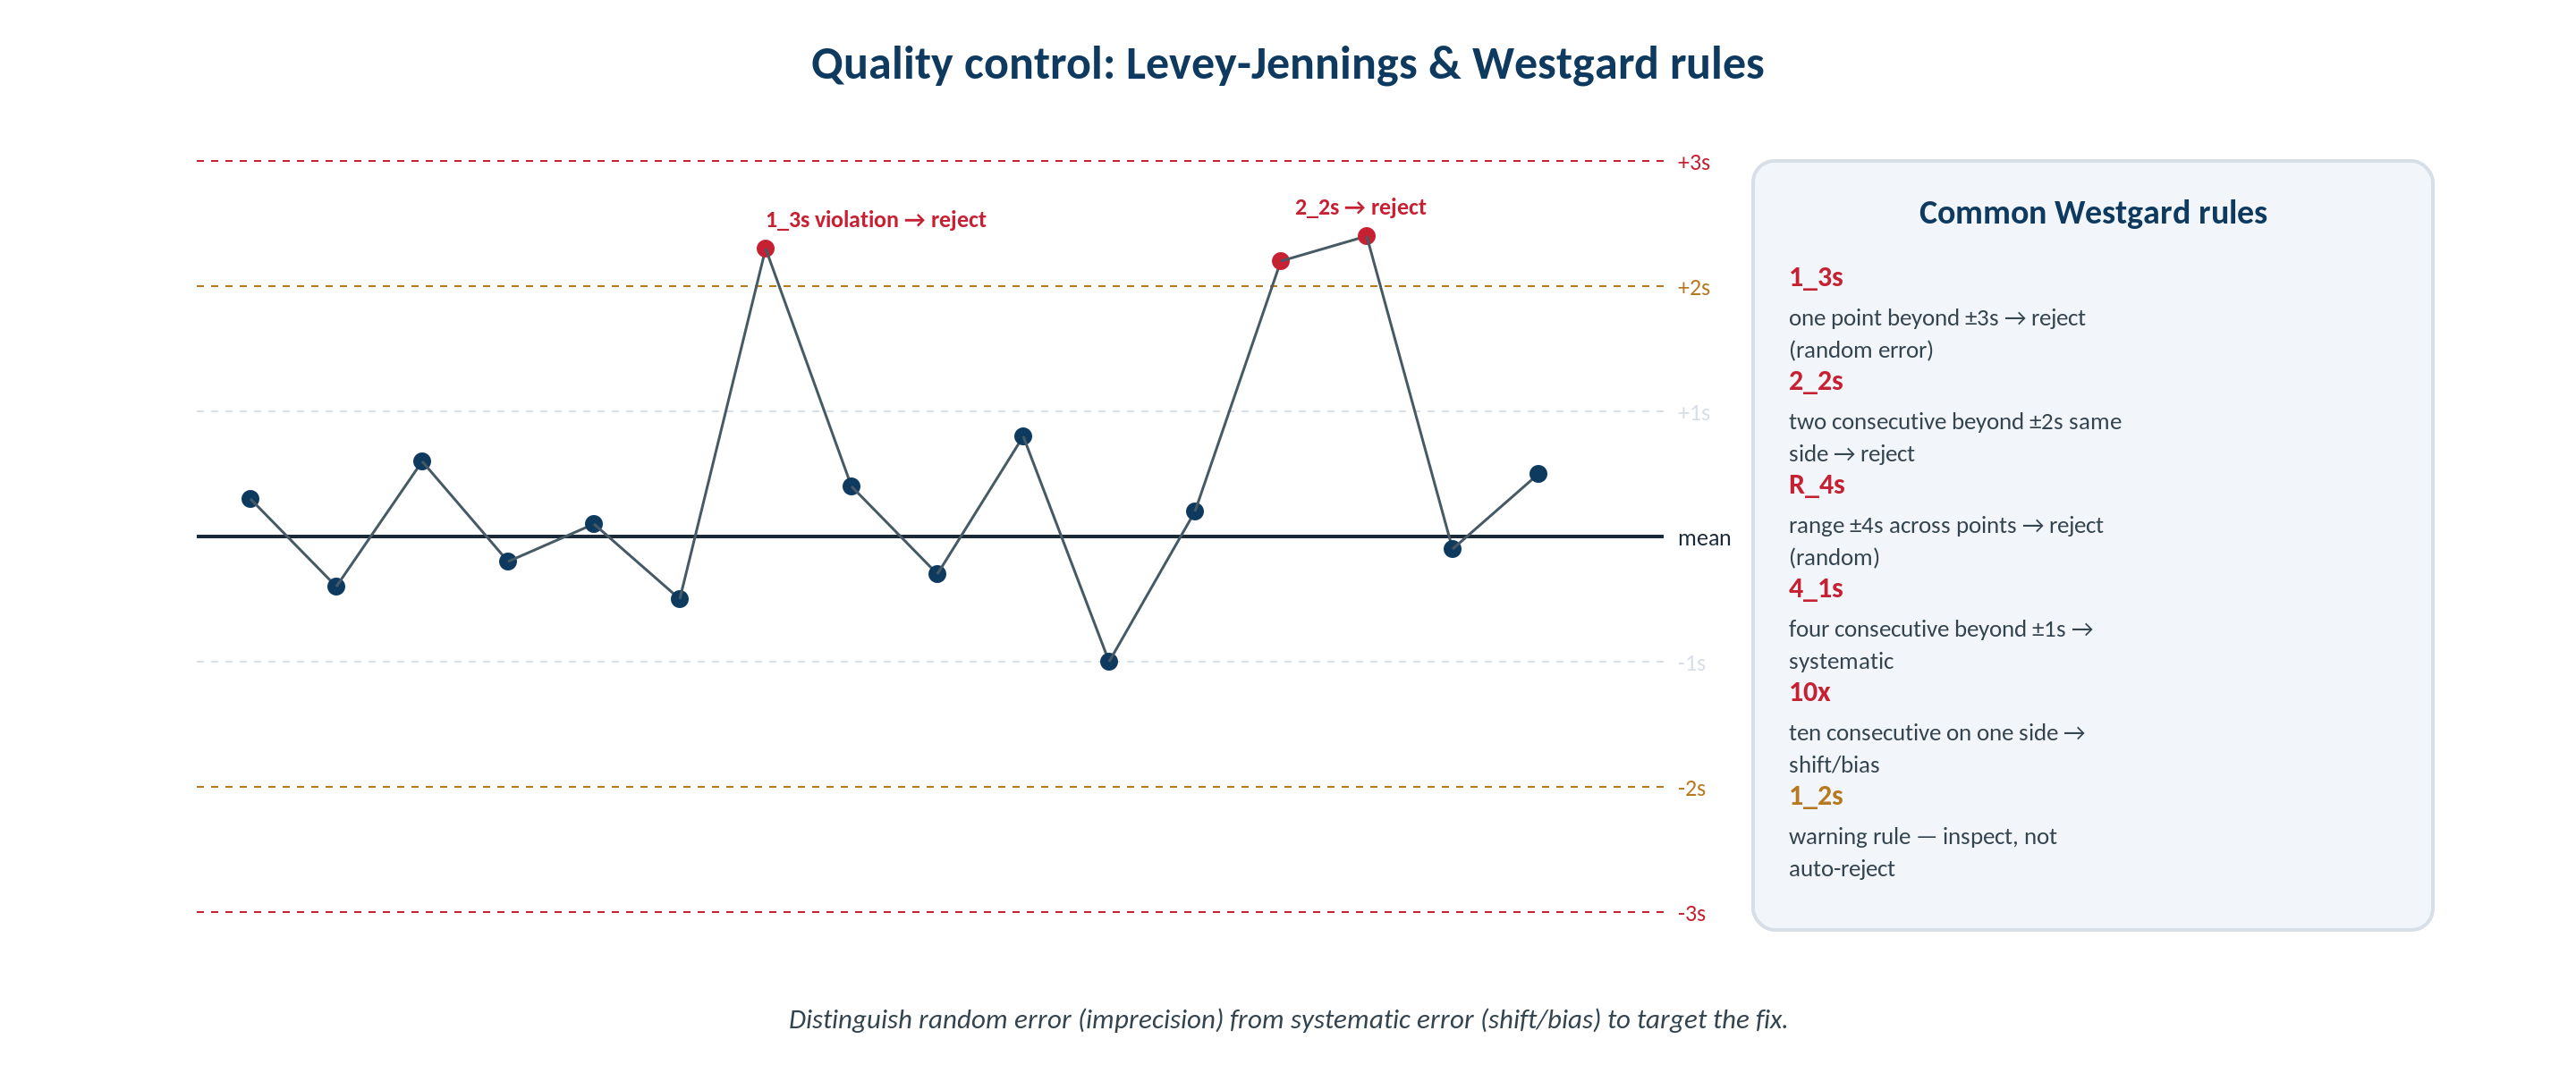 Quality control: Levey-Jennings & Westgard rules
+3s
1_3s violation → reject
2_2s → reject
+2s
+1s
mean
-1s
-2s
-3s
Common Westgard rules
1_3s
one point beyond ±3s → reject
(random error)
2_2s
two consecutive beyond ±2s same
side → reject
R_4s
range ±4s across points → reject
(random)
4_1s
four consecutive beyond ±1s →
systematic
10x
ten consecutive on one side →
shift/bias
1_2s
warning rule — inspect, not
auto-reject
Distinguish random error (imprecision) from systematic error (shift/bias) to target the fix.